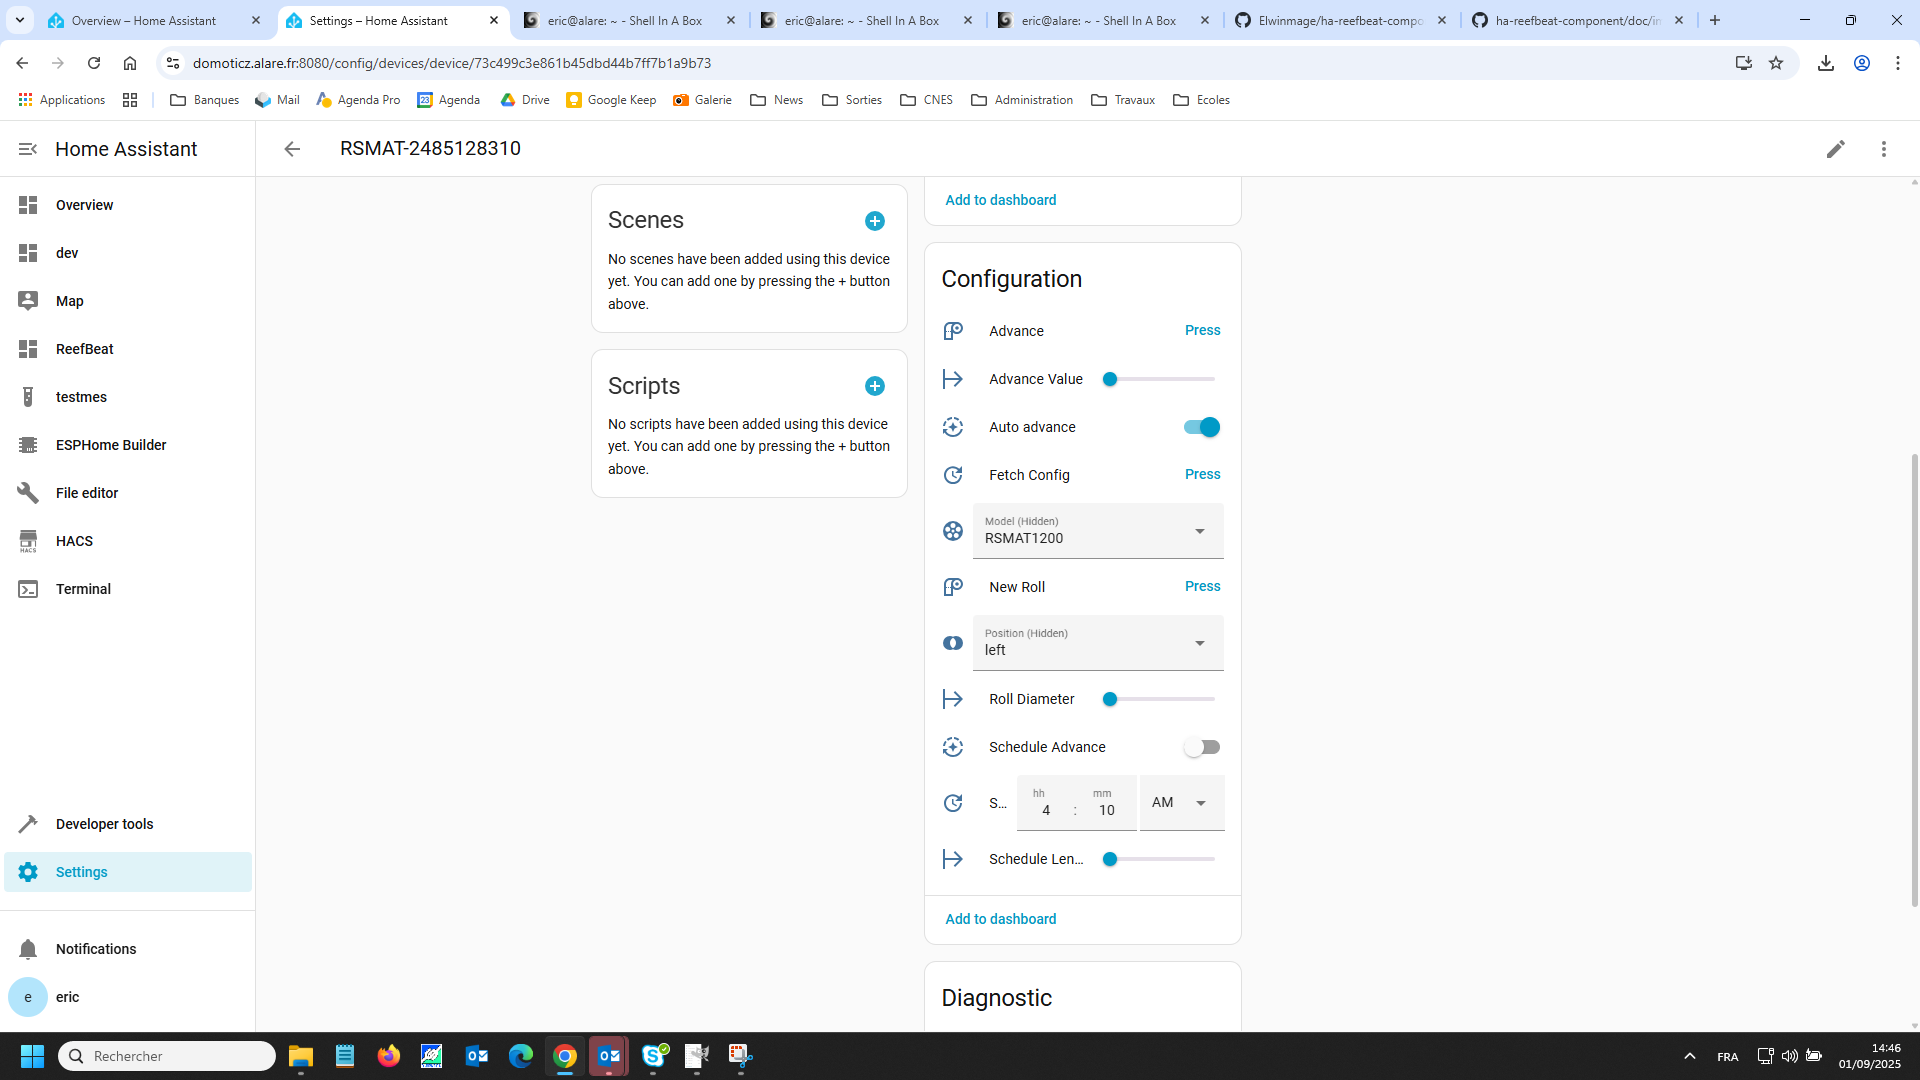 Overview – Home Assistant
Settings – Home Assistant
eric@alare: ~ - Shell In A Box
eric@alare: ~ - Shell In A Box
eric@alare: ~ - Shell In A Box
Elwinmage/ha-reefbeat-compo
ha-reefbeat-component/doc/im
domoticz.alare.fr:8080/config/devices/device/73c499c3e861b45dbd44b7ff7b1a9b73
Applications
Banques
Mail
Agenda Pro
23
Agenda
Drive
Google Keep
Galerie
News
Sorties
CNES
Administration
Travaux
Ecoles
Home Assistant
RSMAT-2485128310
Overview
dev
Map
ReefBeat
testmes
ESPHome Builder
File editor
HACS
HACS
Terminal
Developer tools
Settings
Notifications
e
eric
Scenes
No scenes have been added using this device
yet. You can add one by pressing the + button
above.
Scripts
No scripts have been added using this device
yet. You can add one by pressing the + button
above.
Add to dashboard
Configuration
Advance
Press
Advance Value
Auto advance
Fetch Config
Press
Model (Hidden)
RSMAT1200
New Roll
Press
Position (Hidden)
left
Roll Diameter
Schedule Advance
S...
hh
4
:
mm
10
AM
Schedule Len...
Add to dashboard
Diagnostic
Rechercher
FRA
14:46
01/09/2025